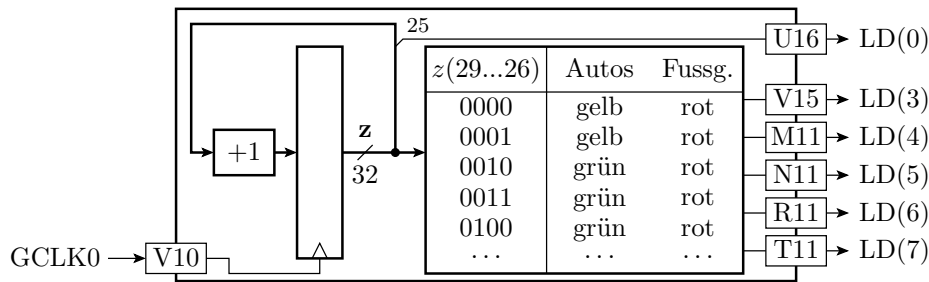 25
U16 LD(0)
z(29...26) Autos Fussg.
0000 gelb rot
V15 LD(3)
0001 gelb rot
M11 LD(4)
z
+1
32
0010 grün rot
N11 LD(5)
0011 grün rot
R11 LD(6)
0100 grün rot
GCLK0 V10
... ... ...
T11 LD(7)